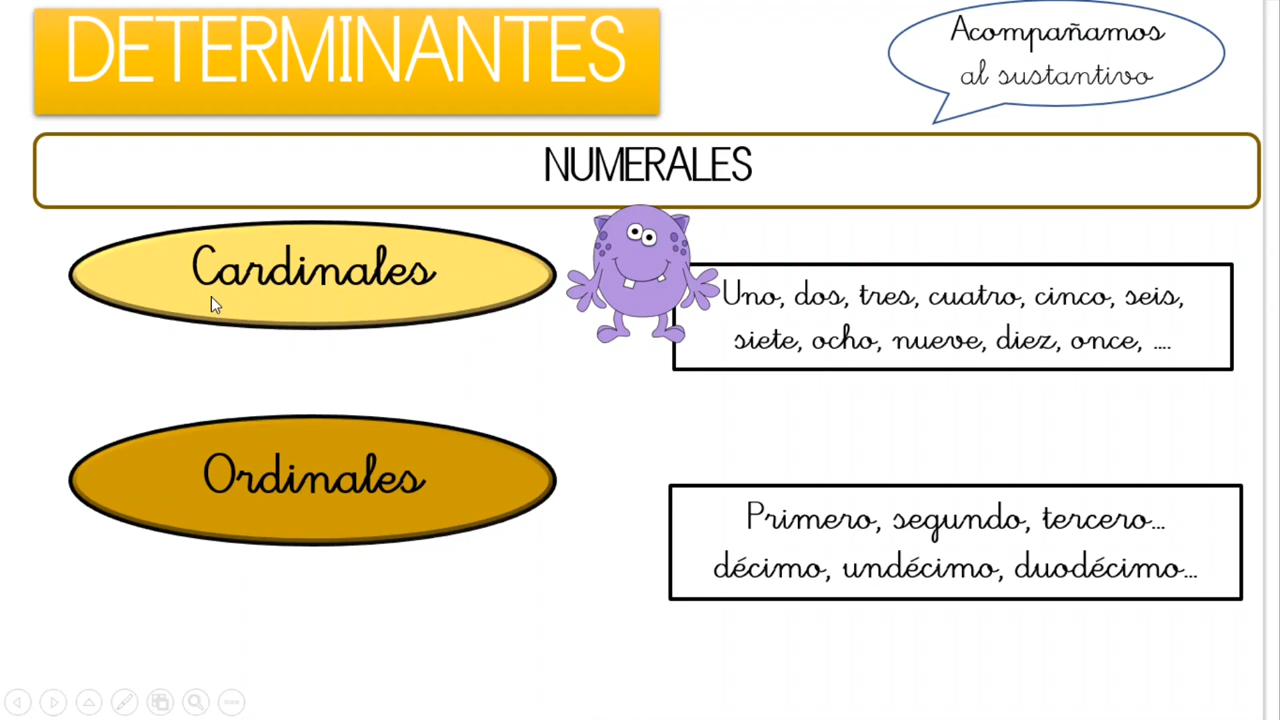 DETERMINANTES
Acompañamos
al sustantivo
NUMERALES
Cardinales
Uno, dos, tres, cuatro, cinco, seis,
siete, ocho, nueve, diez, once, ....
Ordinales
Primero, segundo, tercero...
décimo, undécimo, duodécimo...